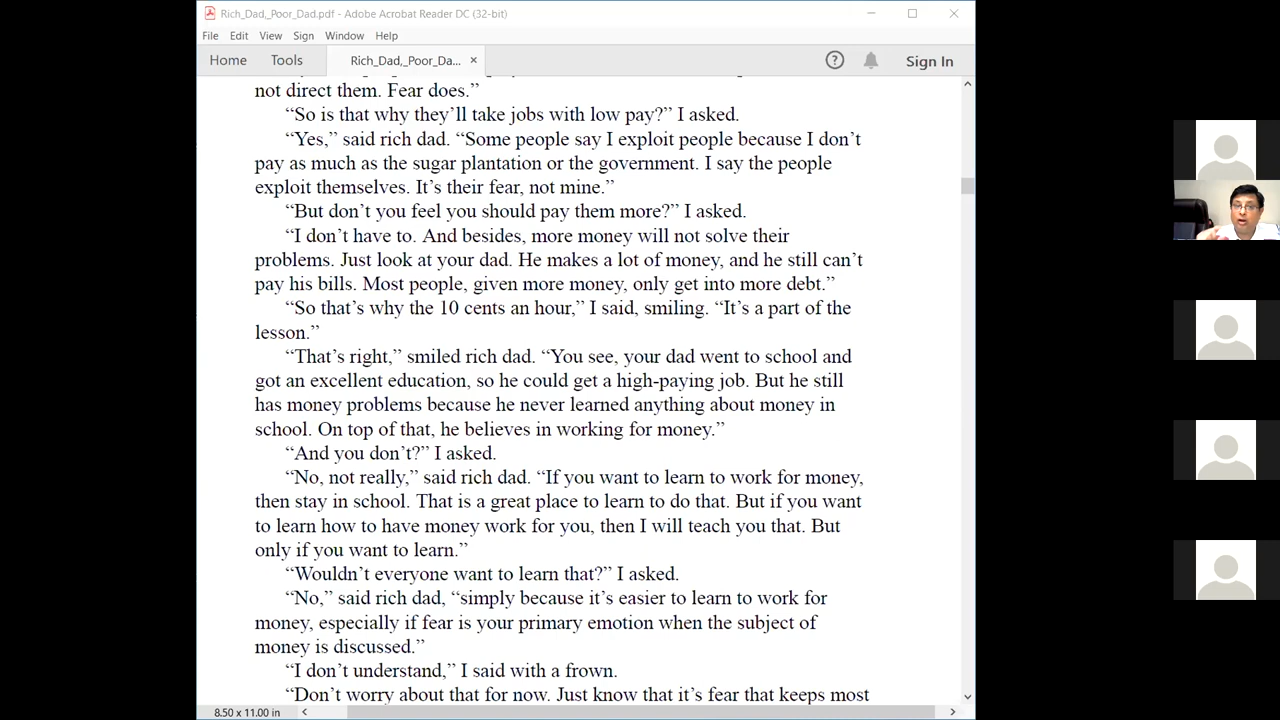 Rich_Dad,_Poor_Dad.pdf - Adobe Acrobat Reader DC (32-bit)
File Edit View Sign Window Help
Home Tools Rich_Dad,_Poor_Da... × Sign In
not direct them. Fear does.”
“So is that why they’ll take jobs with low pay?” I asked.
“Yes,” said rich dad. “Some people say I exploit people because I don’t
pay as much as the sugar plantation or the government. I say the people
exploit themselves. It’s their fear, not mine.”
“But don’t you feel you should pay them more?” I asked.
“I don’t have to. And besides, more money will not solve their
problems. Just look at your dad. He makes a lot of money, and he still can’t
pay his bills. Most people, given more money, only get into more debt.”
“So that’s why the 10 cents an hour,” I said, smiling. “It’s a part of the
lesson.”
“That’s right,” smiled rich dad. “You see, your dad went to school and
got an excellent education, so he could get a high-paying job. But he still
has money problems because he never learned anything about money in
school. On top of that, he believes in working for money.”
“And you don’t?” I asked.
“No, not really,” said rich dad. “If you want to learn to work for money,
then stay in school. That is a great place to learn to do that. But if you want
to learn how to have money work for you, then I will teach you that. But
only if you want to learn.”
“Wouldn’t everyone want to learn that?” I asked.
“No,” said rich dad, “simply because it’s easier to learn to work for
money, especially if fear is your primary emotion when the subject of
money is discussed.”
“I don’t understand,” I said with a frown.
“Don’t worry about that for now. Just know that it’s fear that keeps most
8.50 x 11.00 in